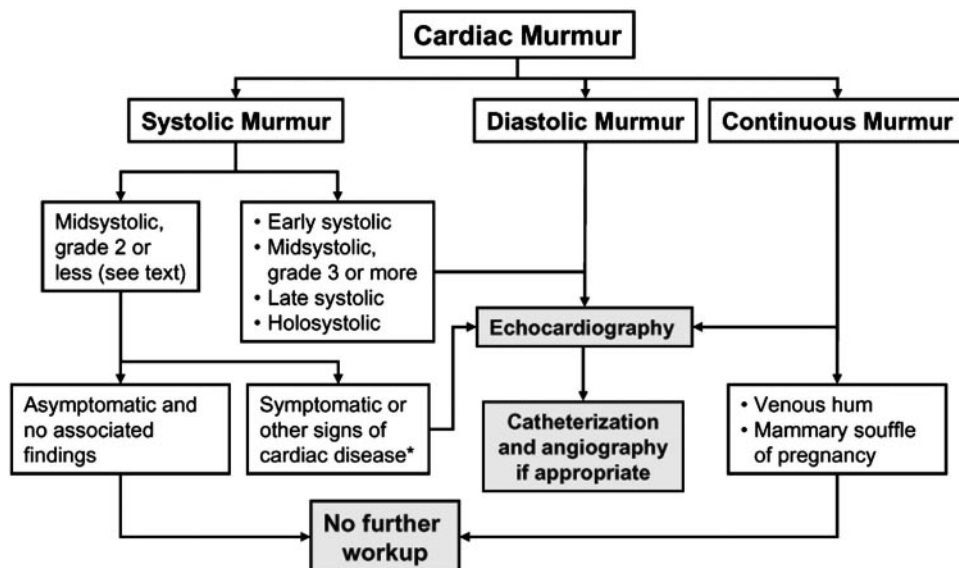 Cardiac Murmur
Systolic Murmur
Diastolic Murmur
Continuous Murmur
Midsystolic,
grade 2 or
less (see text)
• Early systolic
• Midsystolic,
grade 3 or more
• Late systolic
• Holosystolic
Echocardiography
Asymptomatic and
no associated
findings
Symptomatic or
other signs of
cardiac disease*
Catheterization
and angiography
if appropriate
• Venous hum
• Mammary souffle
of pregnancy
No further
workup